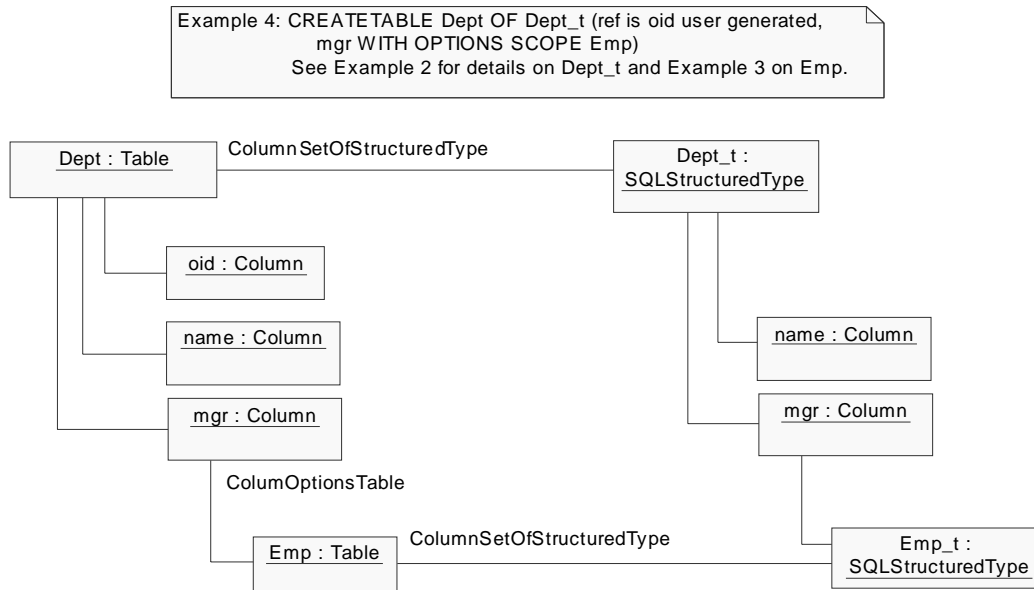 Example 4: CREATETABLE Dept OF Dept_t (ref is oid user generated,
mgr WITH OPTIONS SCOPE Emp)
See Example 2 for details on Dept_t and Example 3 on Emp.
Dept : Table
ColumnSetOfStructuredType
Dept_t :
SQLStructuredType
oid : Column
name : Column
name : Column
mgr : Column
mgr : Column
ColumOptionsTable
Emp : Table
ColumnSetOfStructuredType
Emp_t :
SQLStructuredType